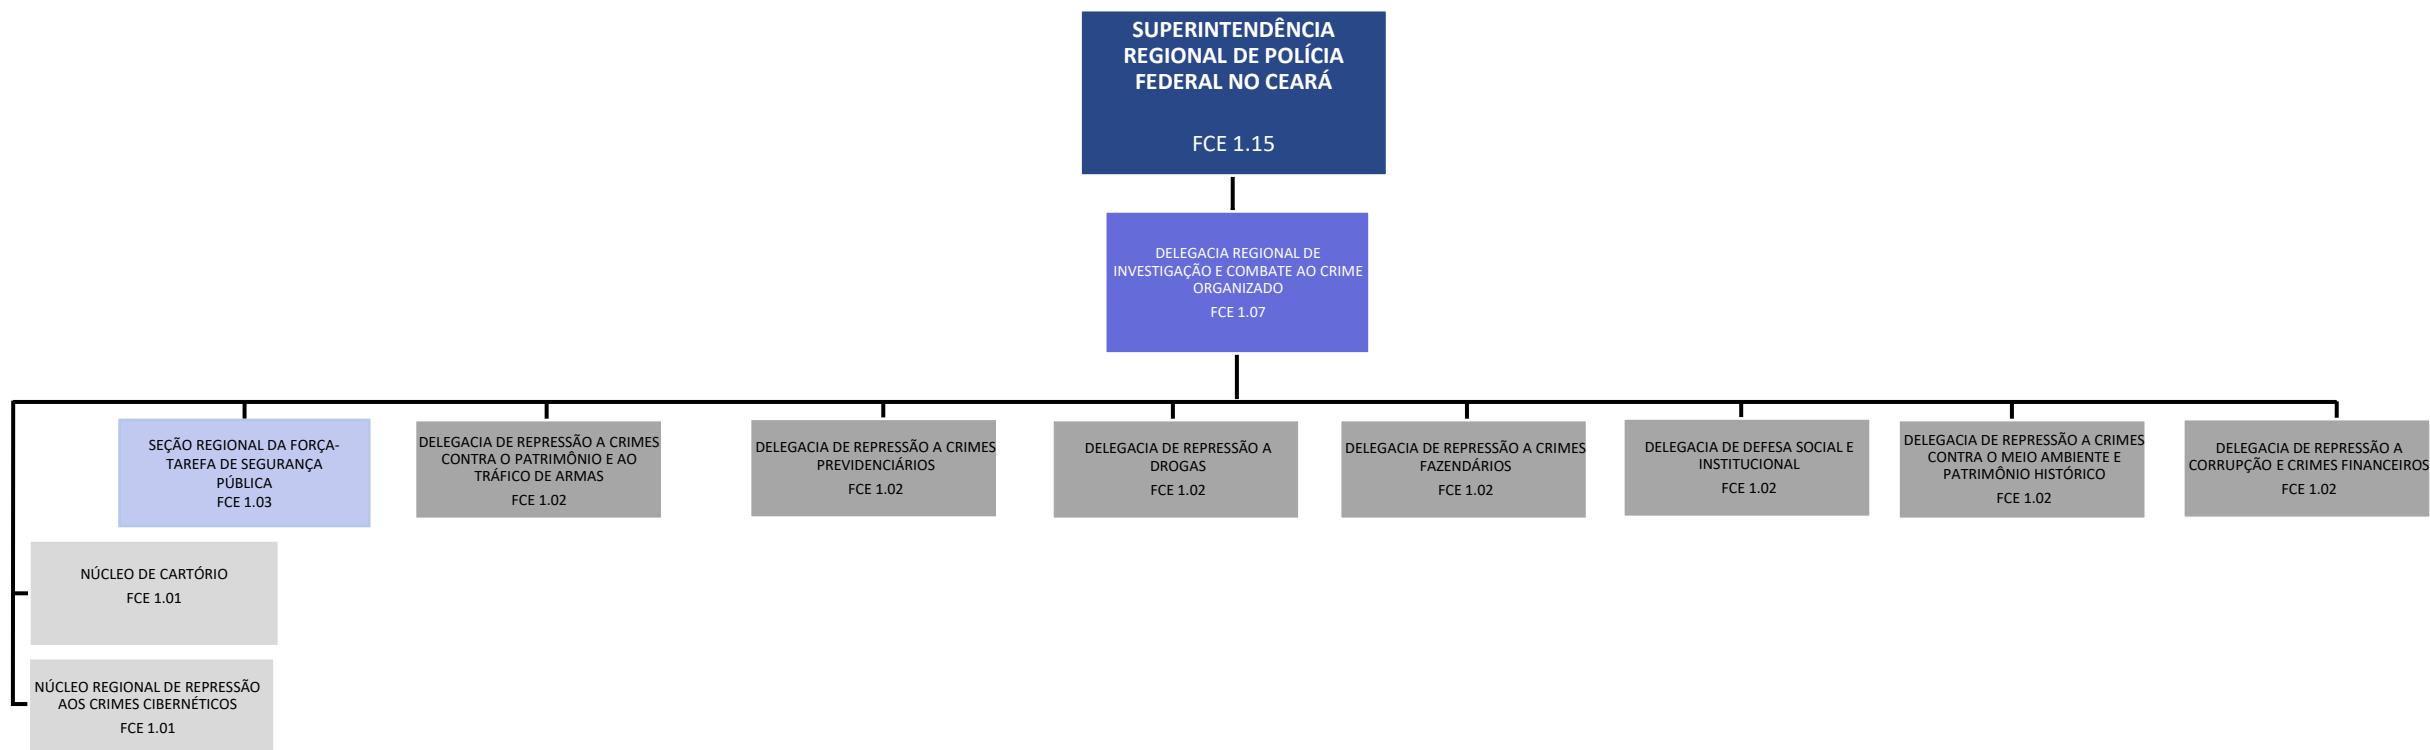 SUPERINTENDÊNCIA
REGIONAL DE POLÍCIA
FEDERAL NO CEARÁ
FCE 1.15
DELEGACIA REGIONAL DE
INVESTIGAÇÃO E COMBATE AO CRIME
ORGANIZADO
FCE 1.07
SEÇÃO REGIONAL DA FORÇA-
TAREFA DE SEGURANÇA
PÚBLICA
FCE 1.03
DELEGACIA DE REPRESSÃO A CRIMES
CONTRA O PATRIMÔNIO E AO
TRÁFICO DE ARMAS
FCE 1.02
DELEGACIA DE REPRESSÃO A CRIMES
PREVIDENCIÁRIOS
FCE 1.02
DELEGACIA DE REPRESSÃO A
DROGAS
FCE 1.02
DELEGACIA DE REPRESSÃO A CRIMES
FAZENDÁRIOS
FCE 1.02
DELEGACIA DE DEFESA SOCIAL E
INSTITUCIONAL
FCE 1.02
DELEGACIA DE REPRESSÃO A CRIMES
CONTRA O MEIO AMBIENTE E
PATRIMÔNIO HISTÓRICO
FCE 1.02
DELEGACIA DE REPRESSÃO A
CORRUPÇÃO E CRIMES FINANCEIROS
FCE 1.02
NÚCLEO DE CARTÓRIO
FCE 1.01
NÚCLEO REGIONAL DE REPRESSÃO
AOS CRIMES CIBERNÉTICOS
FCE 1.01